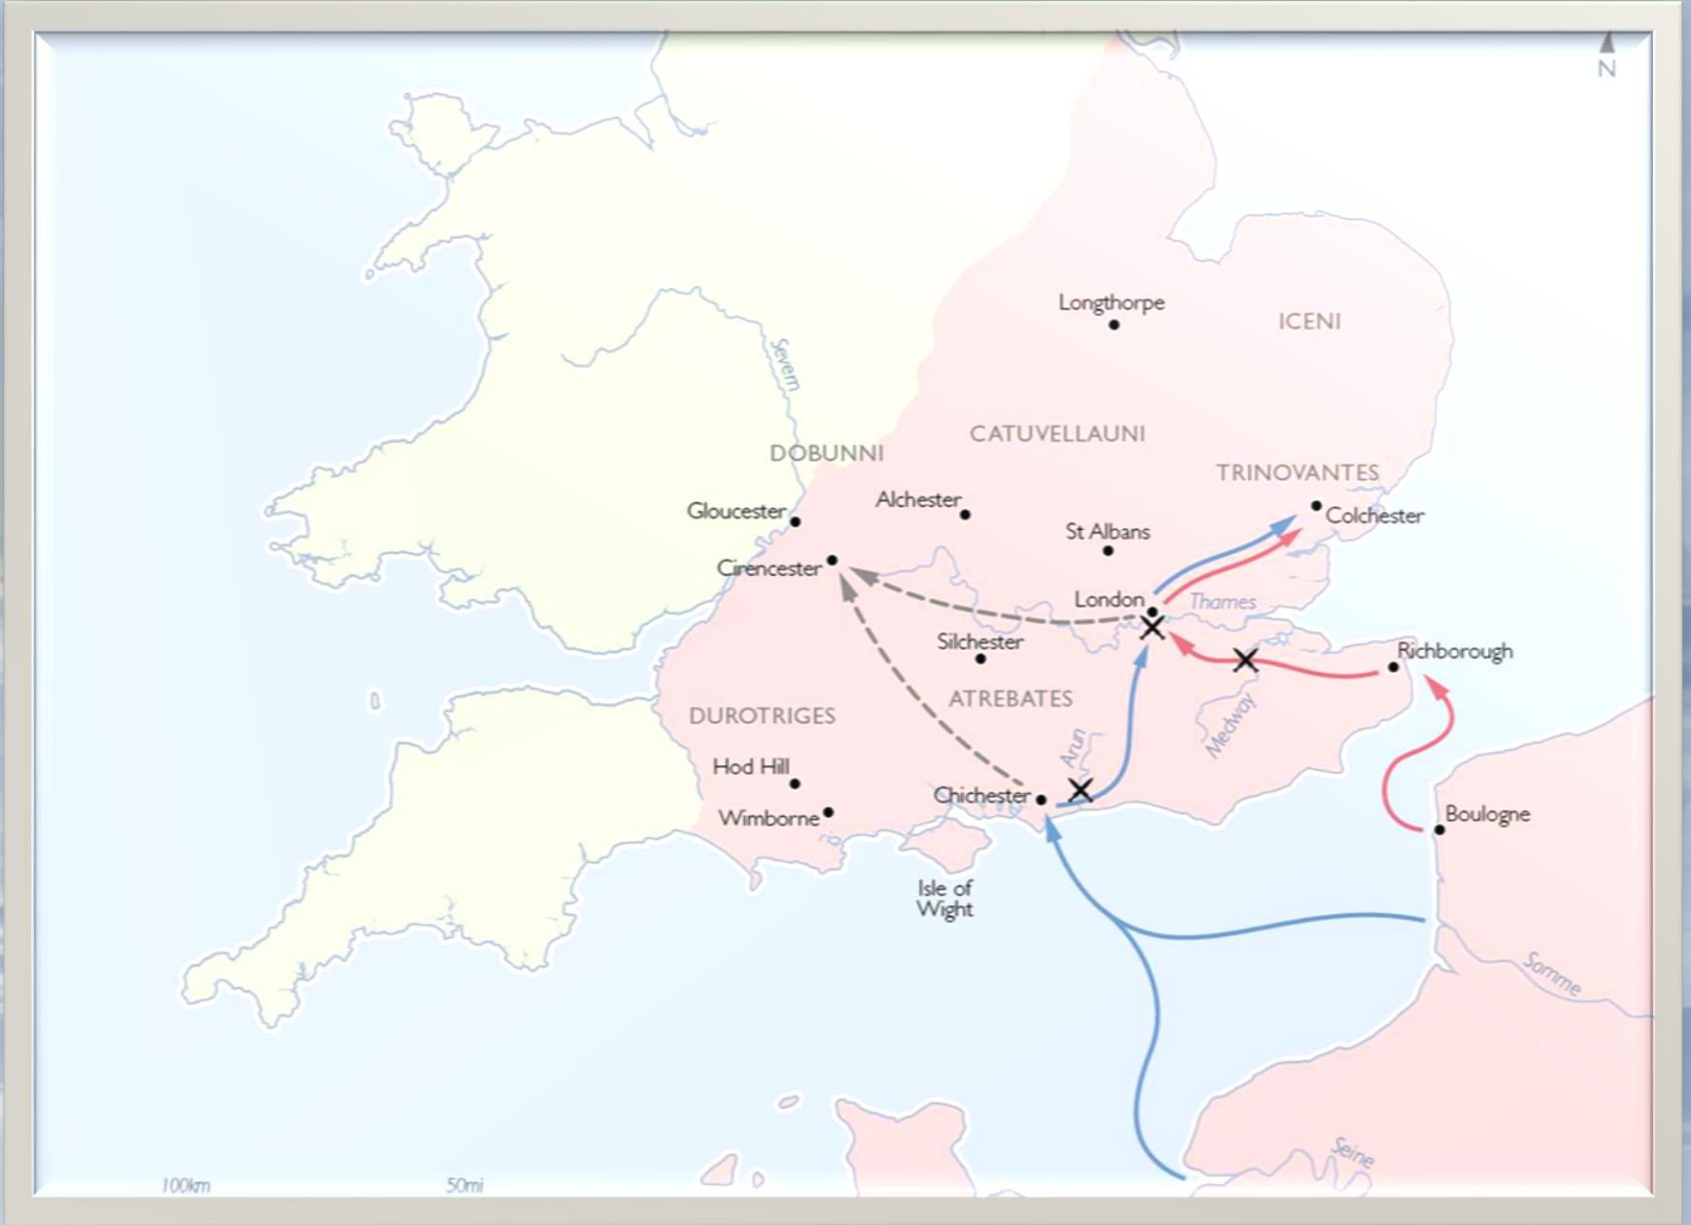 N
Longthorpe
ICENI
Severn
CATUVELLAUNI
DOBUNNI
TRINOVANTES
Gloucester
Alchester
Colchester
St Albans
Cirencester
London
Thames
Silchester
Richborough
ATREBATES
DUROTRIGES
Medway
Arun
Hod Hill
Chichester
Wimborne
Boulogne
Isle of
Wight
Somme
Seine
100km
50mi